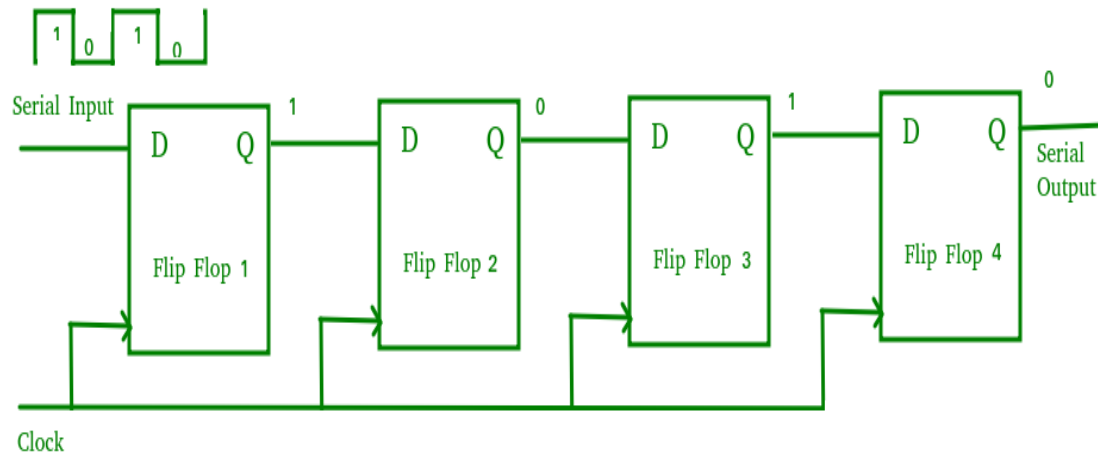 1 0 1 0
Serial Input
1
0
1
0
D Q
D Q
D Q
D Q
Serial
Output
Flip Flop 1
Flip Flop 2
Flip Flop 3
Flip Flop 4
Clock